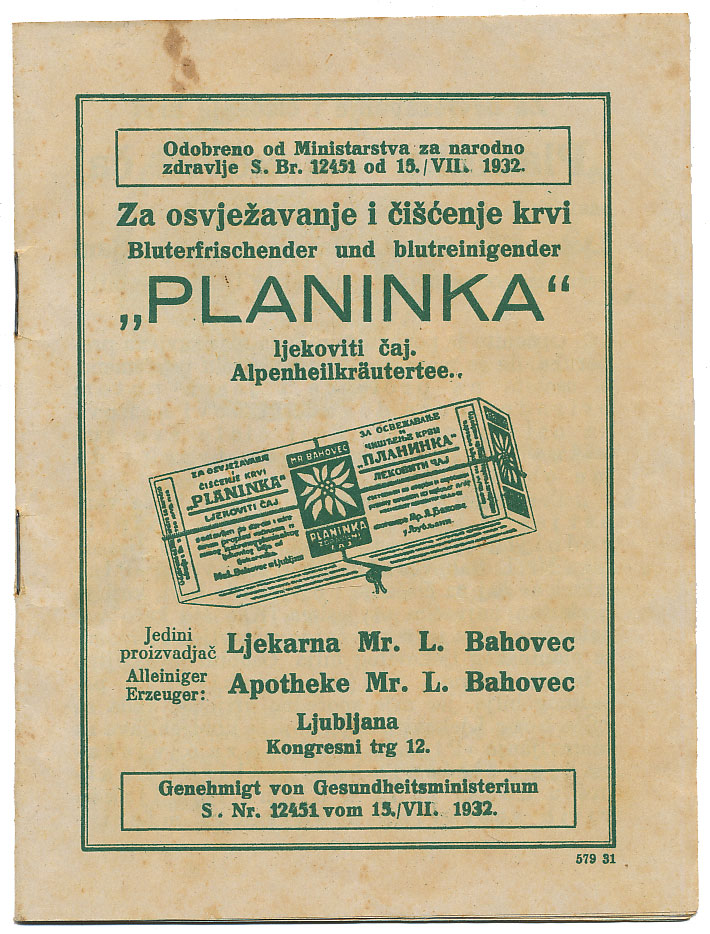 Odobreno od Ministarstva za narodno
zdravlje S. Br. 12451 od 15./VII. 1932.
Za osvježavanje i čišćenje krvi
Bluterfrischender und blutreinigender
„PLANINKA“
ljekoviti čaj.
Alpenheilkräutertee..
ZA OSVJEŽAVANJE
ČIŠĆENJE KRVI
„PLANINKA“
LJEKOVITI ČAJ
MR. BAHOVEC
PLANINKA
ЗА ОСВЕЖАВАЊЕ
и
ЧИШЋЕЊЕ КРВИ
„ПЛАНИНКА“
ЛЕКОВИТИ ЧАЈ
Jedini
proizvadjač
Ljekarna Mr. L. Bahovec
Alleiniger
Erzeuger:
Apotheke Mr. L. Bahovec
Ljubljana
Kongresni trg 12.
Genehmigt von Gesundheitsministerium
S. Nr. 12451 vom 15./VII. 1932.
579 31